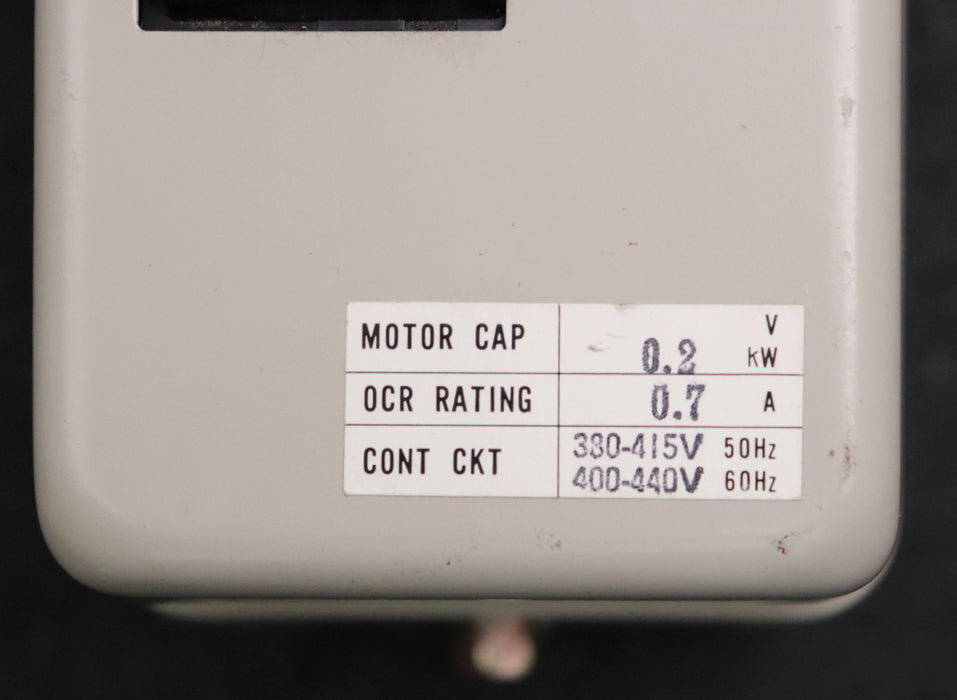 MOTOR CAP V
0.2 kW
OCR RATING 0.7 A
CONT CKT 380-415V 50Hz
400-440V 60Hz